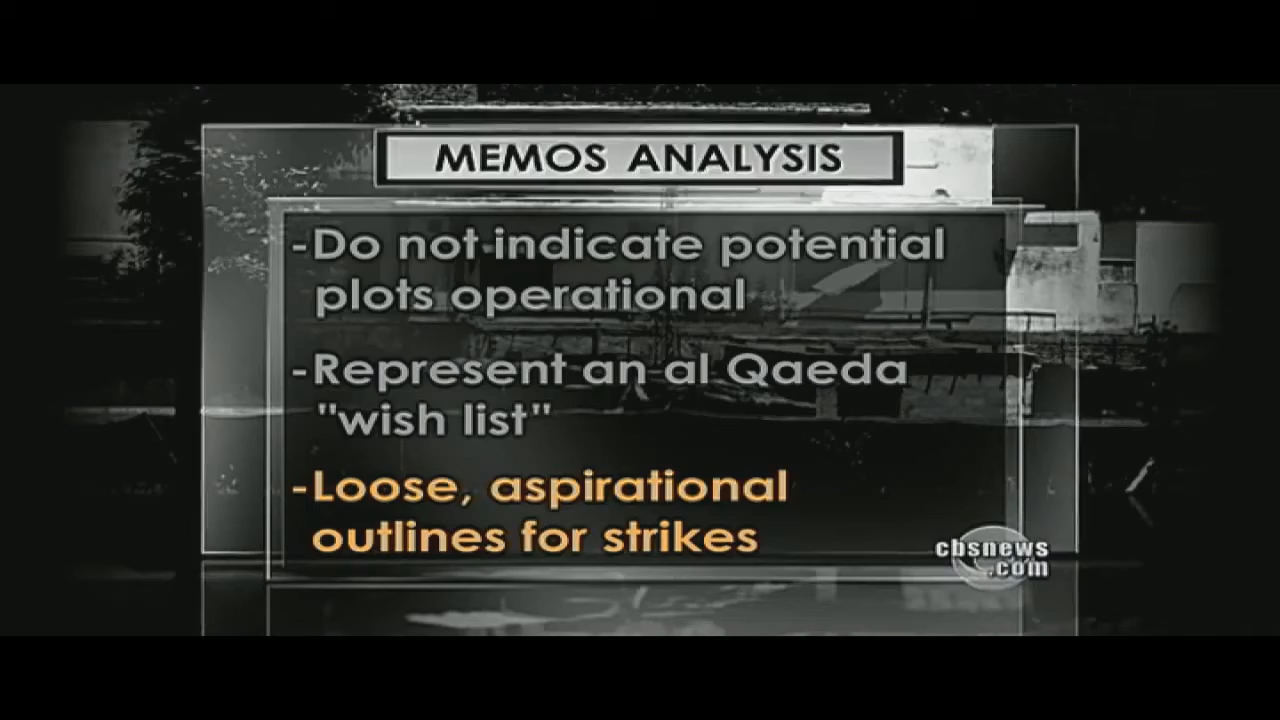 MEMOS ANALYSIS
-Do not indicate potential
plots operational
-Represent an al Qaeda
"wish list"
-Loose, aspirational
outlines for strikes
cbsnews
.com